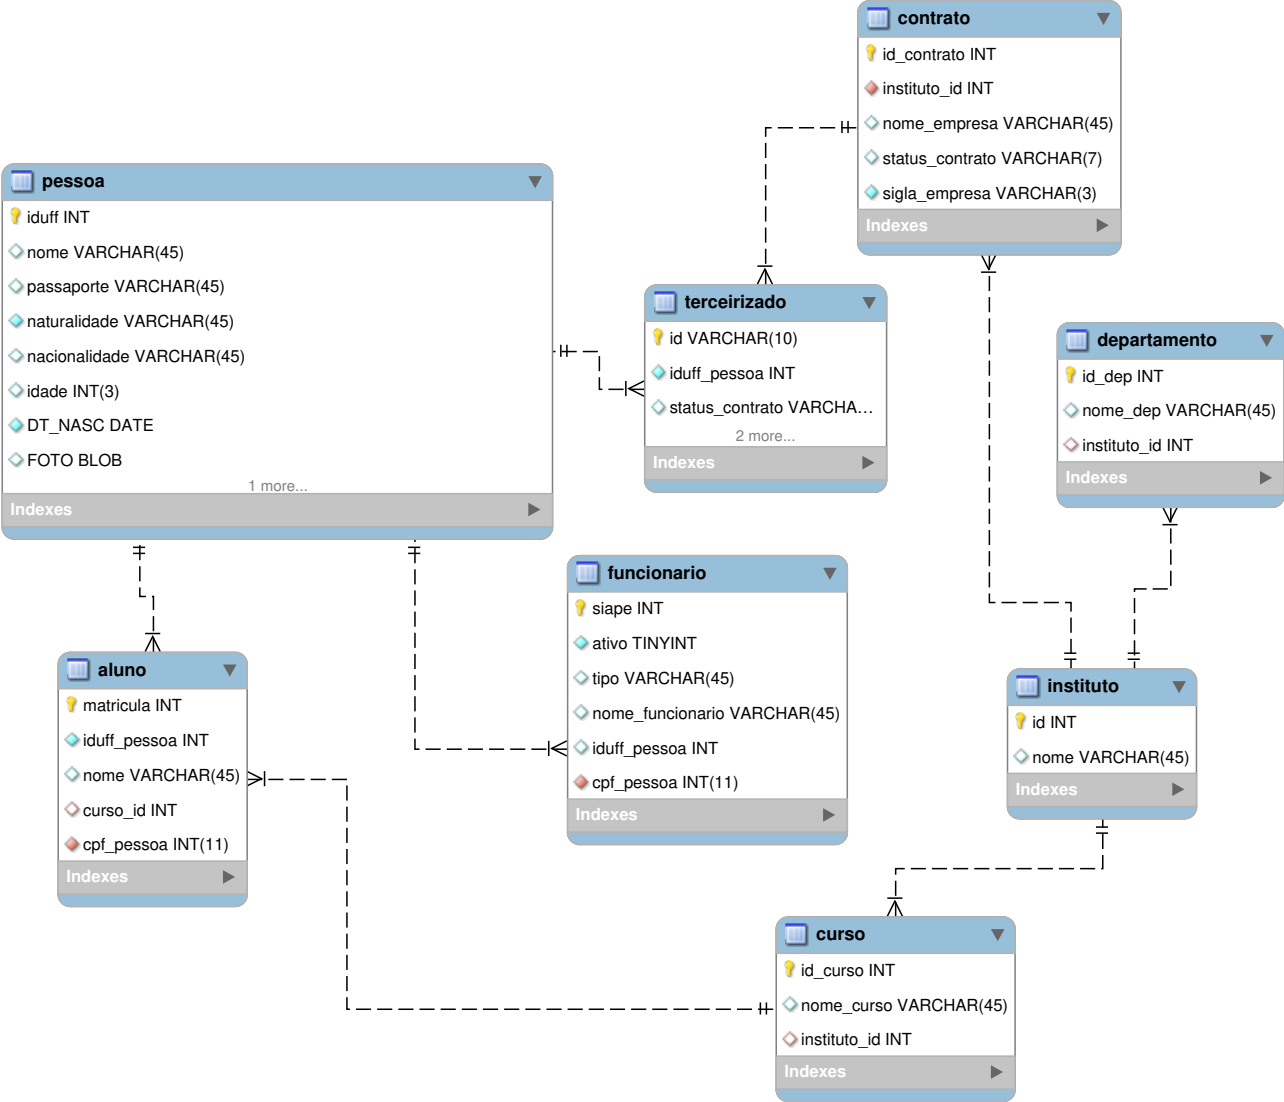 contrato
id_contrato INT
instituto_id INT
nome_empresa VARCHAR(45)
status_contrato VARCHAR(7)
sigla_empresa VARCHAR(3)
Indexes
pessoa
iduff INT
nome VARCHAR(45)
passaporte VARCHAR(45)
naturalidade VARCHAR(45)
nacionalidade VARCHAR(45)
idade INT(3)
DT_NASC DATE
FOTO BLOB
1 more...
Indexes
terceirizado
id VARCHAR(10)
iduff_pessoa INT
status_contrato VARCHA...
2 more...
Indexes
departamento
id_dep INT
nome_dep VARCHAR(45)
instituto_id INT
Indexes
funcionario
siape INT
ativo TINYINT
tipo VARCHAR(45)
nome_funcionario VARCHAR(45)
iduff_pessoa INT
cpf_pessoa INT(11)
Indexes
aluno
matricula INT
iduff_pessoa INT
nome VARCHAR(45)
curso_id INT
cpf_pessoa INT(11)
Indexes
instituto
id INT
nome VARCHAR(45)
Indexes
curso
id_curso INT
nome_curso VARCHAR(45)
instituto_id INT
Indexes